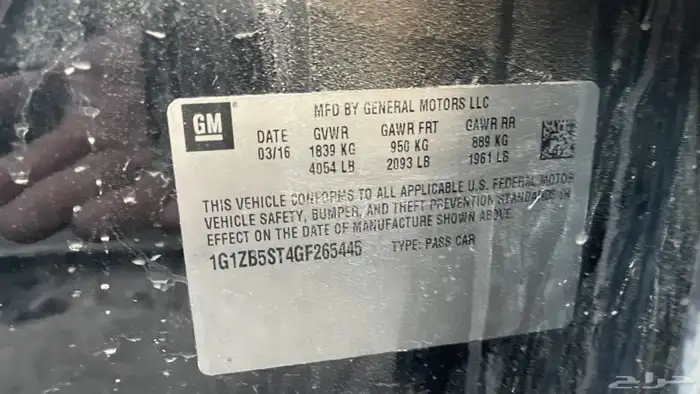 GM
MFD BY GENERAL MOTORS LLC
DATE GVWR GAWR FRT GAWR RR
03/16 1839 KG 950 KG 889 KG
4054 LB 2093 LB 1961 LB
THIS VEHICLE CONFORMS TO ALL APPLICABLE U.S. FEDERAL MOTOR
VEHICLE SAFETY, BUMPER, AND THEFT PREVENTION STANDARDS IN
EFFECT ON THE DATE OF MANUFACTURE SHOWN ABOVE.
1G1ZB5ST4GF265445 TYPE: PASS CAR
حراج